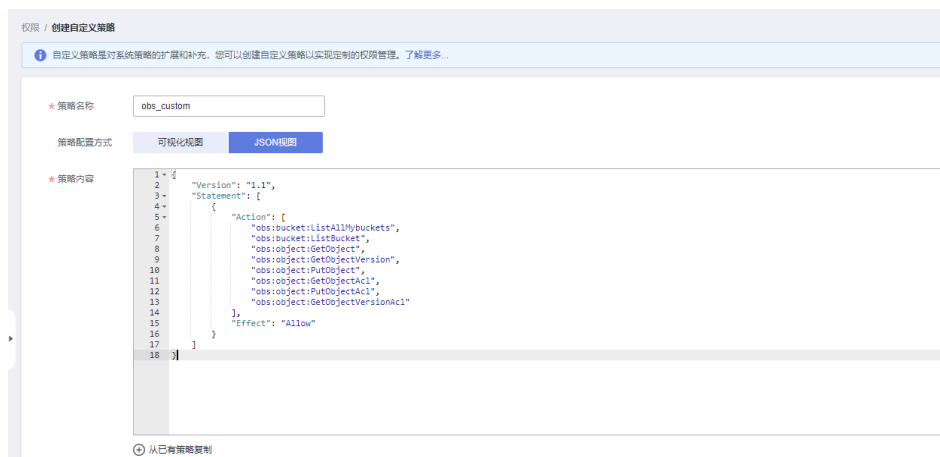 权限 / 创建自定义策略
自定义策略是对系统策略的扩展和补充，您可以创建自定义策略以实现定制的权限管理。了解更多...
★ 策略名称 obs_custom
策略配置方式 可视化视图 JSON视图
★ 策略内容
1 {
2 "Version": "1.1",
3 "Statement": [
4 {
5 "Action": [
6 "obs:bucket:ListAllMybuckets",
7 "obs:bucket:ListBucket",
8 "obs:object:GetObject",
9 "obs:object:GetObjectVersion",
10 "obs:object:PutObject",
11 "obs:object:GetObjectAcl",
12 "obs:object:PutObjectAcl",
13 "obs:object:GetObjectVersionAcl"
14 ],
15 "Effect": "Allow"
16 }
17 ]
18 }
从已有策略复制